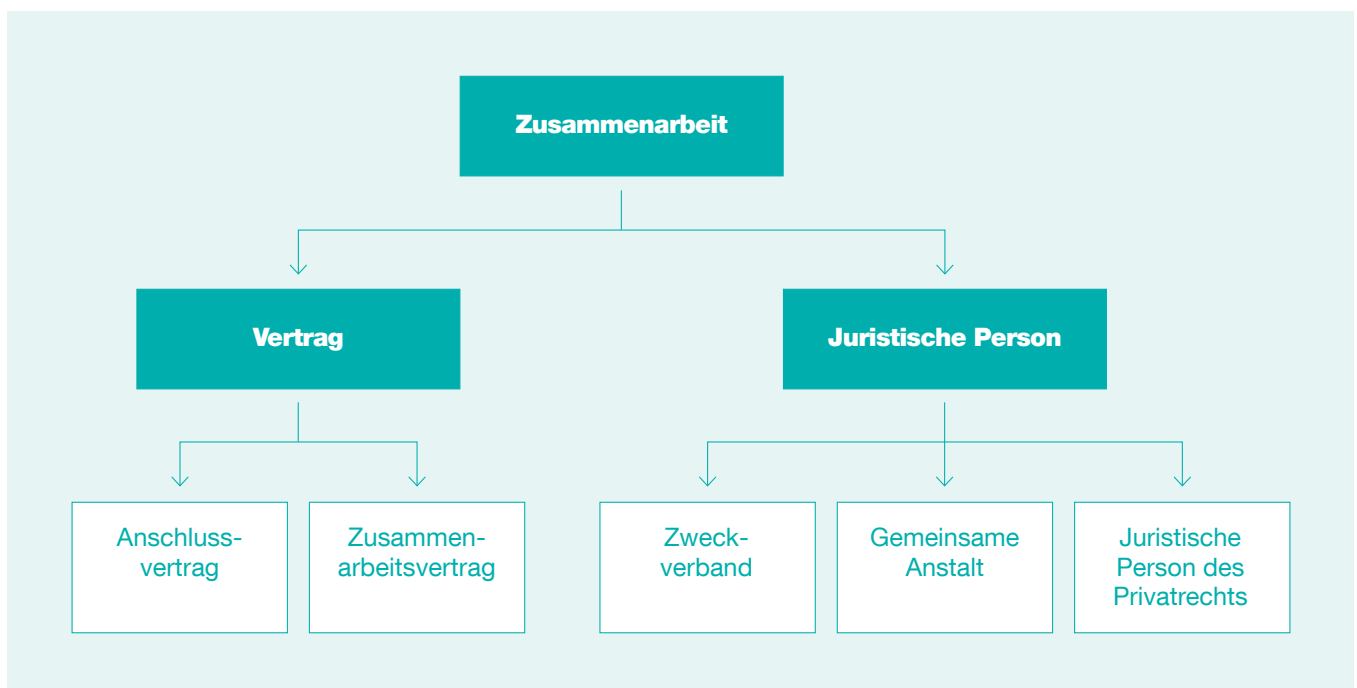 Zusammenarbeit
Vertrag
Juristische Person
Anschluss-
vertrag
Zusammen-
arbeitsvertrag
Zweck-
verband
Gemeinsame
Anstalt
Juristische
Person des
Privatrechts